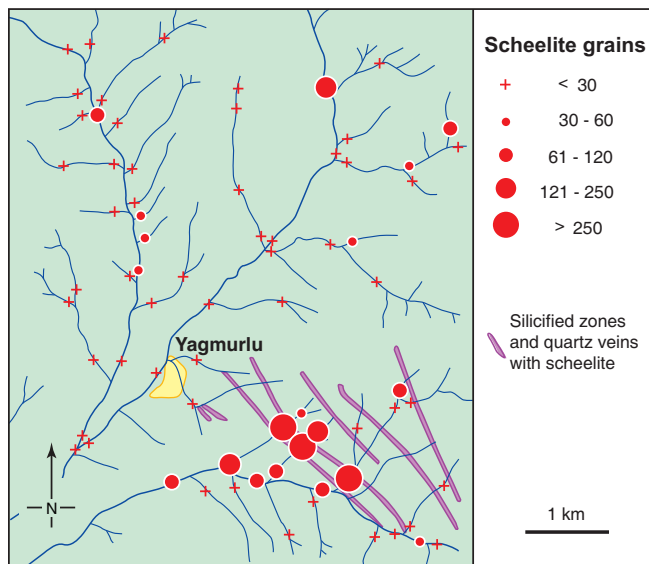 Scheelite grains
< 30
30 - 60
61 - 120
121 - 250
> 250
Silicified zones
and quartz veins
with scheelite
Yagmurlu
N
1 km